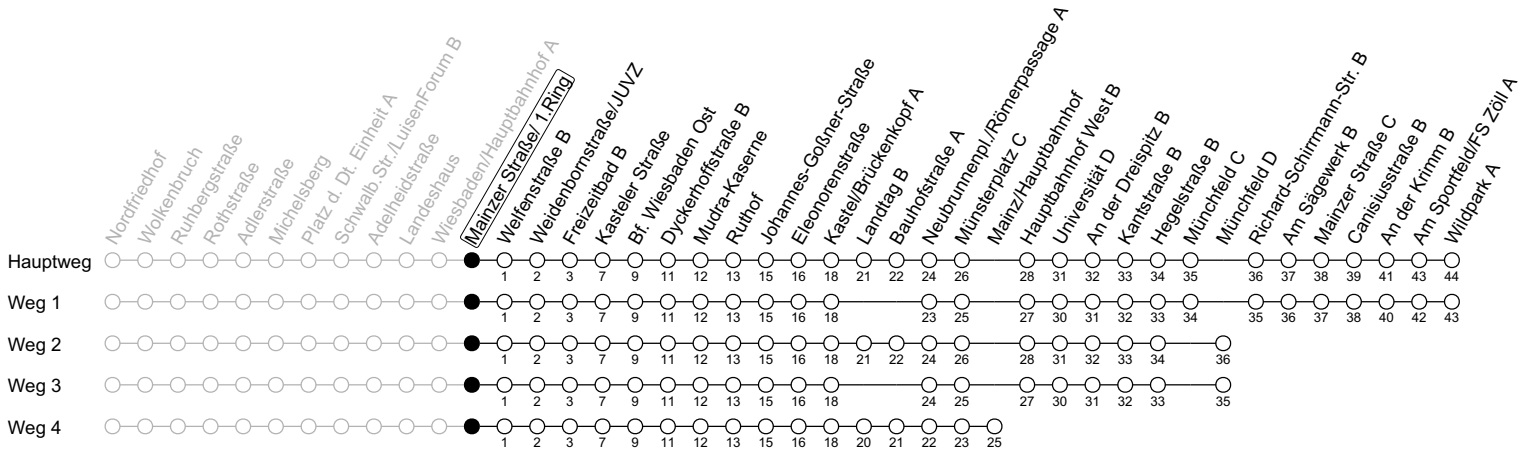 Nordfriedhof
Wolkenbruch
Ruhbergstraße
Rothstraße
Adlerstraße
Michelsberg
Platz d. Dt. Einheit A
Schwalb.Str./LuisenForum B
Adelheidstraße
Landeshaus
Wiesbaden/Hauptbahnhof A
Mainzer Straße/ 1.Ring
Welfenstraße B
Weidenbornstraße/JUVZ
Freizeitbad B
Kasteler Straße
Bf. Wiesbaden Ost
Dyckerhoffstraße B
Mudra-Kaserne
Ruthof
Johannes-Goßner-Straße
Eleonorenstraße
Kastel/Brückenkopf A
Landtag B
Bauhofstraße A
Neubrunnenpl./Römerpassage A
Münsterplatz C
Mainz/Hauptbahnhof
Hauptbahnhof West B
Universität D
An der Dreispitz B
Kantstraße B
Hegelstraße B
Münchfeld C
Münchfeld D
Richard-Schirrmann-Str. B
Am Sägewerk B
Mainzer Straße C
Canisiusstraße B
An der Krimm B
Am Sportfeld/FS Zöll A
Wildpark A
Hauptweg
1 2 3 7 9 11 12 13 15 16 18 21 22 24 26 28 31 32 33 34 35 36 37 38 39 41 43 44
Weg 1
1 2 3 7 9 11 12 13 15 16 18 23 25 27 30 31 32 33 34 35 36 37 38 40 42 43
Weg 2
1 2 3 7 9 11 12 13 15 16 18 21 22 24 26 28 31 32 33 34 36
Weg 3
1 2 3 7 9 11 12 13 15 16 18 24 25 27 30 31 32 33 35
Weg 4
1 2 3 7 9 11 12 13 15 16 18 20 21 22 23 25